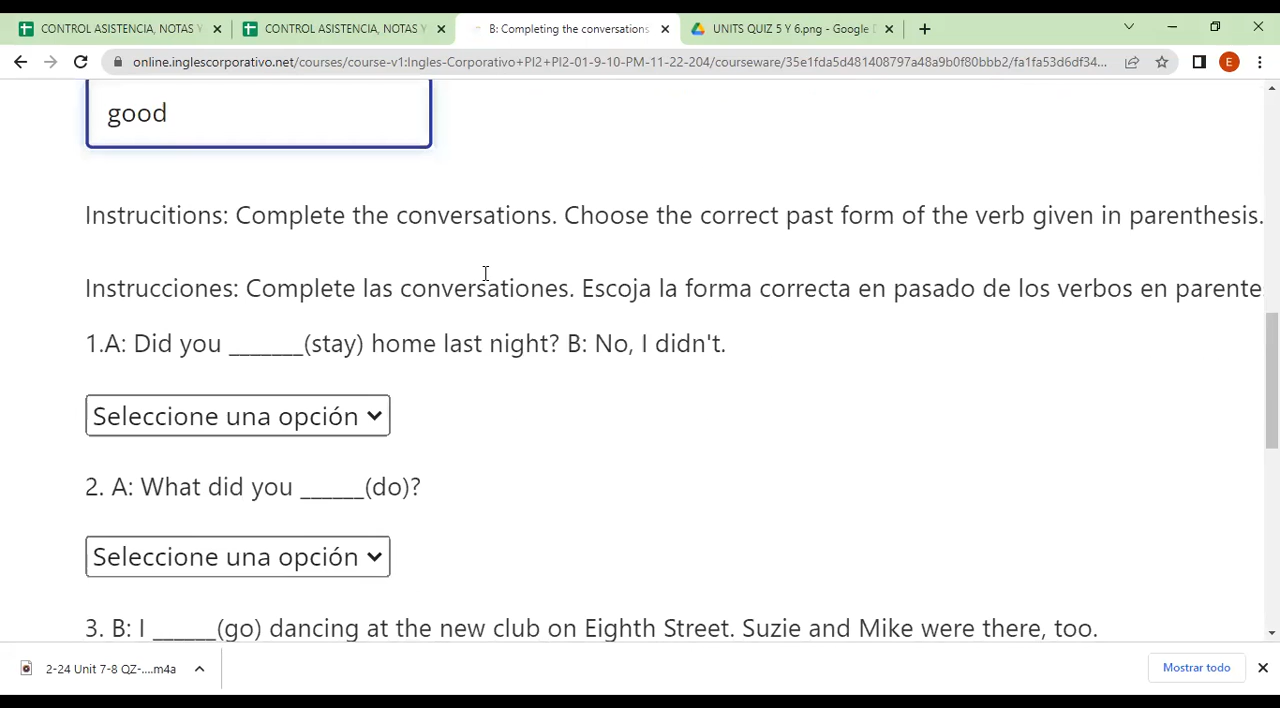 CONTROL ASISTENCIA, NOTAS Y
CONTROL ASISTENCIA, NOTAS Y
B: Completing the conversations
UNITS QUIZ 5 Y 6.png - Google D
online.inglescorporativo.net/courses/course-v1:Ingles-Corporativo+PI2+PI2-01-9-10-PM-11-22-204/courseware/35e1fda5d481408797a48a9b0f80bbb2/fa1fa53d6df34...
E
good
Instrucitions: Complete the conversations. Choose the correct past form of the verb given in parenthesis.
Instrucciones: Complete las conversationes. Escoja la forma correcta en pasado de los verbos en parente
1.A: Did you _______(stay) home last night? B: No, I didn't.
Seleccione una opción
2. A: What did you ______(do)?
Seleccione una opción
3. B: I ______(go) dancing at the new club on Eighth Street. Suzie and Mike were there, too.
2-24 Unit 7-8 QZ-....m4a
Mostrar todo